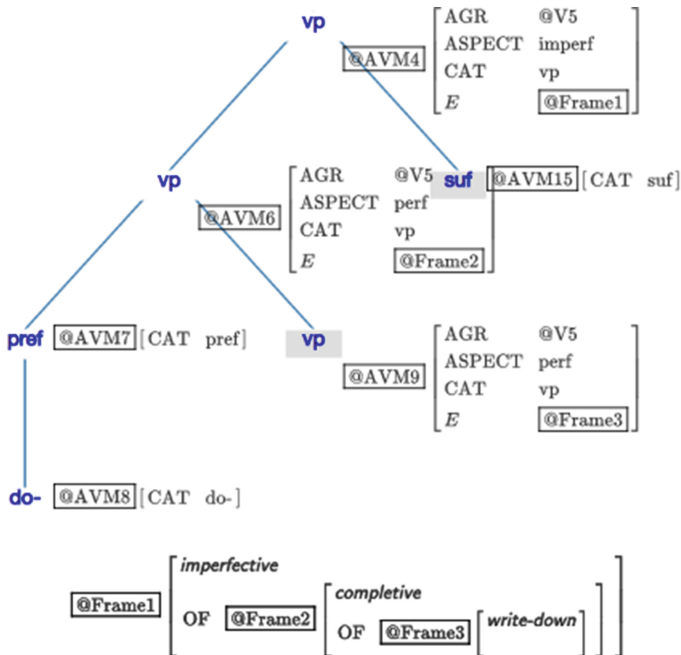 vp
@AVM4 [AGR @V5
ASPECT imperf
CAT vp
E @Frame1]
vp
@AVM6 [AGR @V5
ASPECT perf
CAT vp
E @Frame2]
suf @AVM15 [CAT suf]
pref @AVM7 [CAT pref]
vp
@AVM9 [AGR @V5
ASPECT perf
CAT vp
E @Frame3]
do- @AVM8 [CAT do-]
@Frame1 [imperfective
OF @Frame2 [completive
OF @Frame3 [write-down]]]